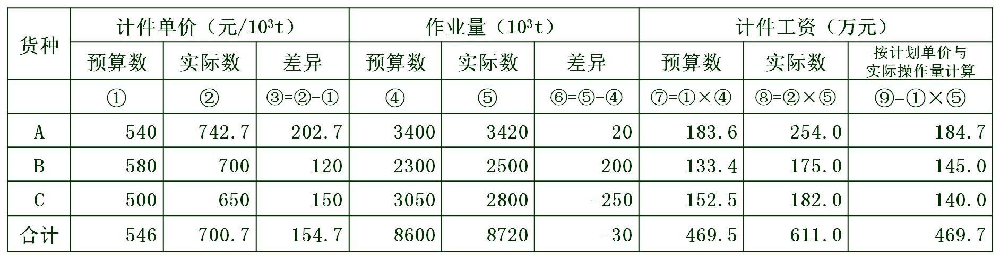 货种 计件单价（元/10³t） 作业量（10³t） 计件工资（万元）
预算数 实际数 差异 预算数 实际数 差异 预算数 实际数 按计划单价与
实际操作量计算
① ② ③=②-① ④ ⑤ ⑥=⑤-④ ⑦=①×④ ⑧=②×⑤ ⑨=①×⑤
A 540 742.7 202.7 3400 3420 20 183.6 254.0 184.7
B 580 700 120 2300 2500 200 133.4 175.0 145.0
C 500 650 150 3050 2800 -250 152.5 182.0 140.0
合计 546 700.7 154.7 8600 8720 -30 469.5 611.0 469.7